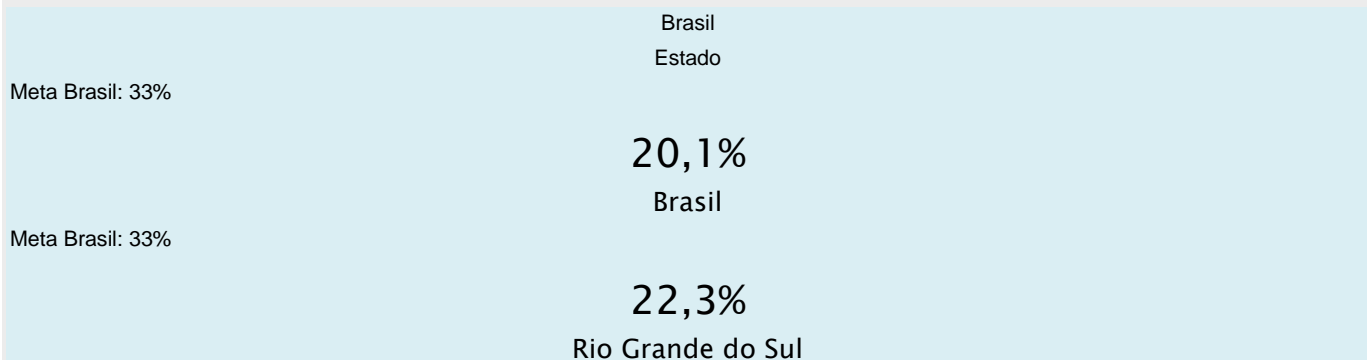 Brasil
Estado
Meta Brasil: 33%
20,1%
Brasil
Meta Brasil: 33%
22,3%
Rio Grande do Sul